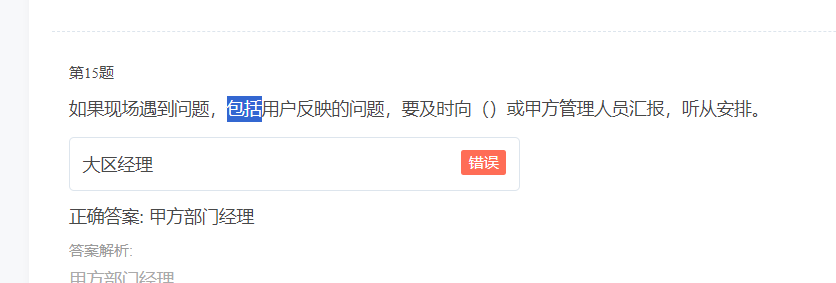 第15题
如果现场遇到问题，包括用户反映的问题，要及时向（）或甲方管理人员汇报，听从安排。
大区经理
错误
正确答案: 甲方部门经理
答案解析:
甲方部门经理